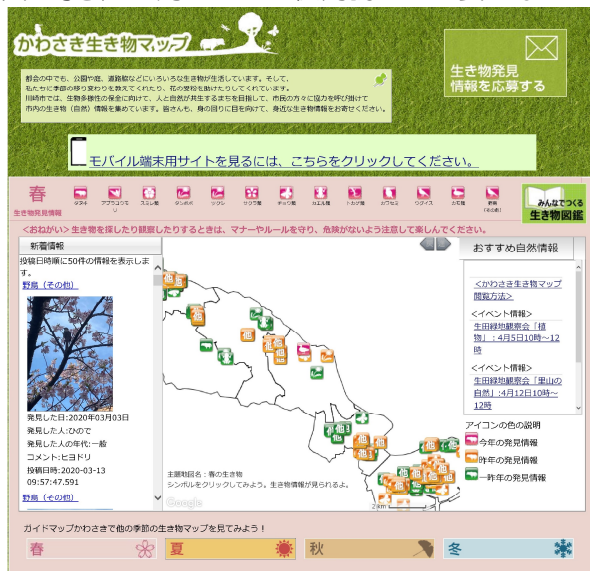 かわさき生き物マップ
都会の中でも、公園や庭、道路脇などにいろいろな生き物が生活しています。そして、
私たちに季節の移り変わりを教えてくれたり、花の受粉を助けたりしてくれています。
川崎市では、生物多様性の保全に向けて、人と自然が共生するまちを目指して、市民の方々に協力を呼び掛けて
市内の生き物（自然）情報を集めています。皆さんも、身の回りに目を向けて、身近な生き物情報をお寄せください。
生き物発見
情報を応募する
モバイル端末用サイトを見るには、こちらをクリックしてください。
春
生き物発見情報
タヌキ
アブラコウモリ
スミレ類
タンポポ
ツクシ
サクラ類
チョウ類
カエル類
トカゲ類
カワセミ
ウグイス
カモ類
野鳥
(その他)
みんなでつくる
生き物図鑑
＜おねがい＞生き物を探したり観察したりするときは、マナーやルールを守り、危険がないよう注意して楽しんでください。
新着情報
投稿日時順に50件の情報を表示しま
す。
野鳥（その他）
発見した日:2020年03月03日
発見した人:ひので
発見した人の年代:一般
コメント:ヒヨドリ
投稿日時:2020-03-13
09:57:47.591
野鳥（その他）
主題地図名：春の生き物
シンボルをクリックしてみよう。生き物情報が見られるよ。
Google
2 km
おすすめ自然情報
＜かわさき生き物マップ
閲覧方法＞
＜イベント情報＞
生田緑地観察会「植
物」：4月5日10時～12
時
＜イベント情報＞
生田緑地観察会「里山の
自然」:4月12日10時～
12時
アイコンの色の説明
今年の発見情報
昨年の発見情報
一昨年の発見情報
ガイドマップかわさきで他の季節の生き物マップを見てみよう！
春
夏
秋
冬